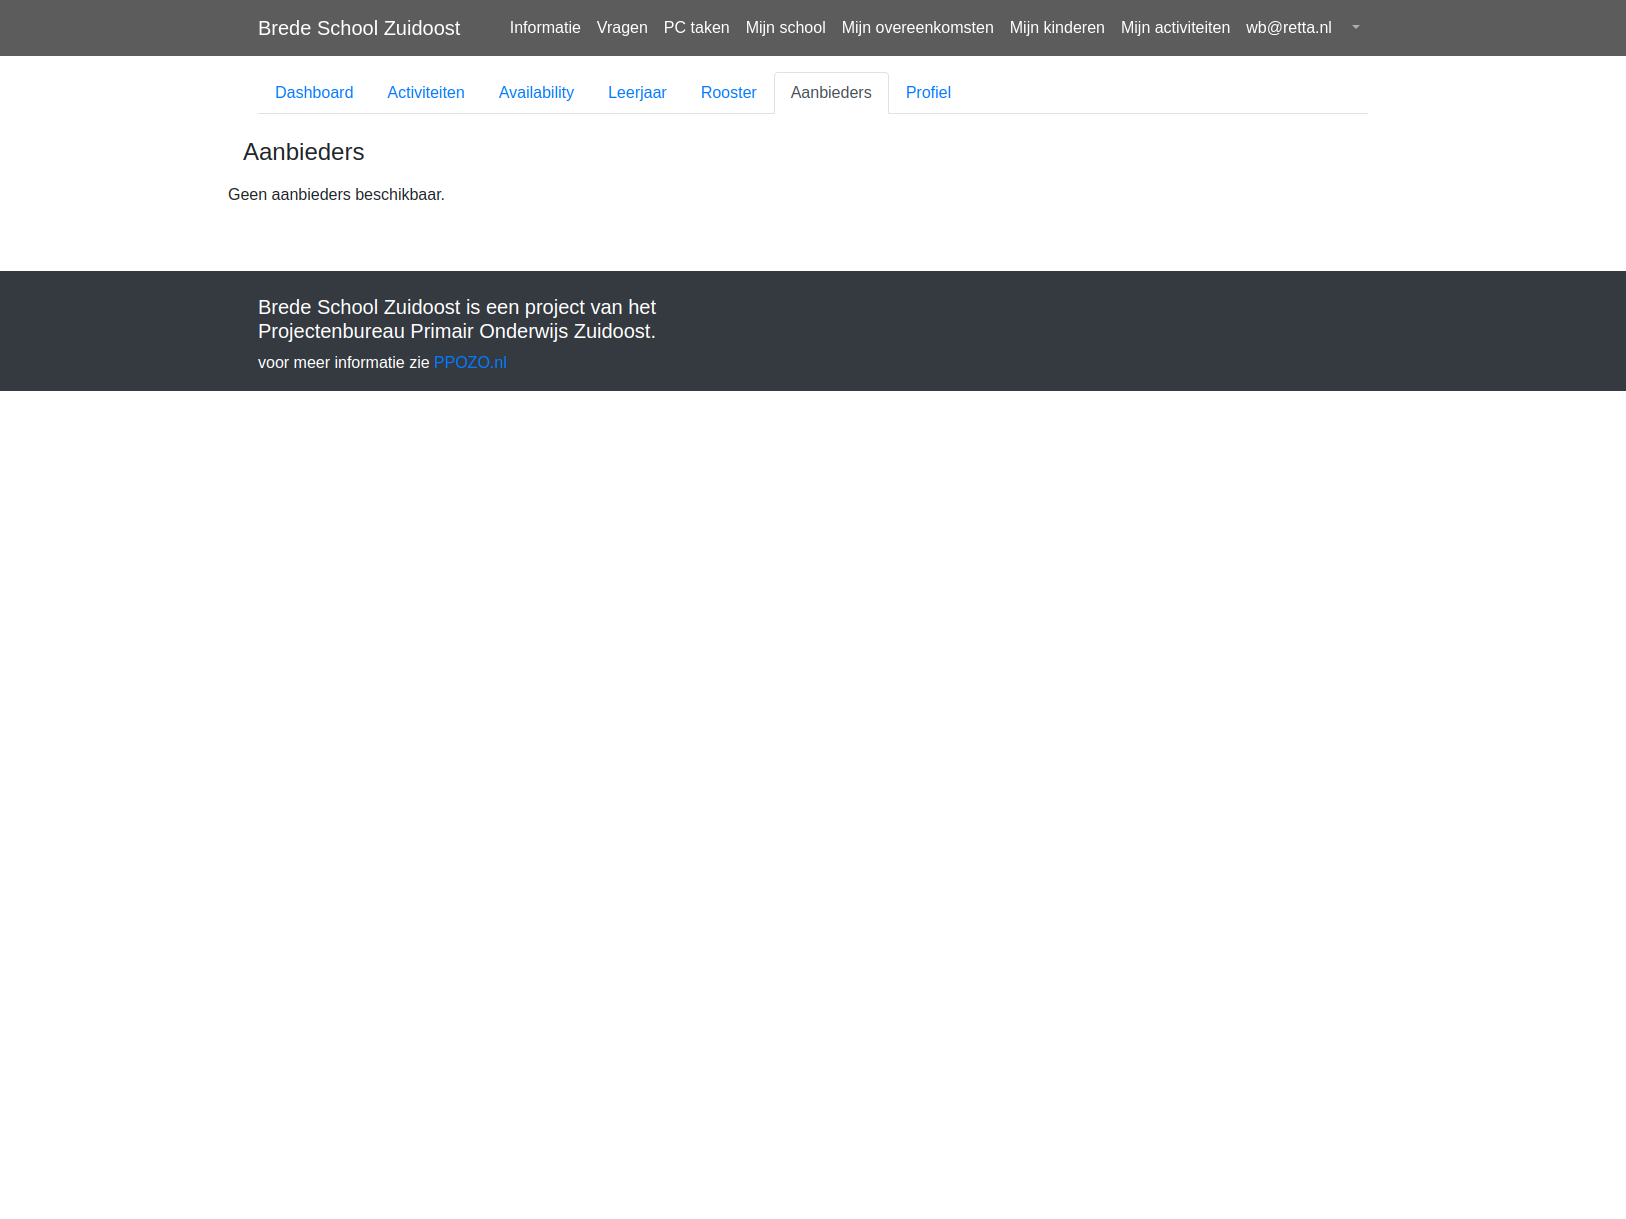 Brede School Zuidoost Informatie Vragen PC taken Mijn school Mijn overeenkomsten Mijn kinderen Mijn activiteiten wb@retta.nl
Dashboard Activiteiten Availability Leerjaar Rooster Aanbieders Profiel
Aanbieders
Geen aanbieders beschikbaar.
Brede School Zuidoost is een project van het
Projectenbureau Primair Onderwijs Zuidoost.
voor meer informatie zie PPOZO.nl